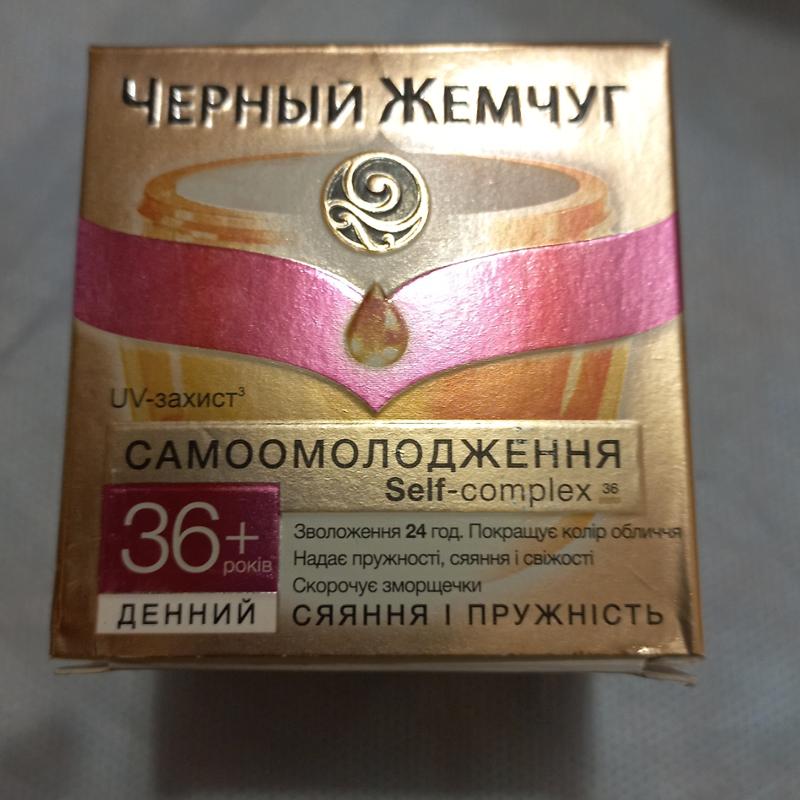 ЧЕРНЫЙ ЖЕМЧУГ
UV-захист³
САМООМОЛОДЖЕННЯ
Self-complex 36
36+
років
ДЕННИЙ
Зволоження 24 год. Покращує колір обличчя
Надає пружності, сяяння і свіжості
Скорочує зморщечки
СЯЯННЯ І ПРУЖНІСТЬ